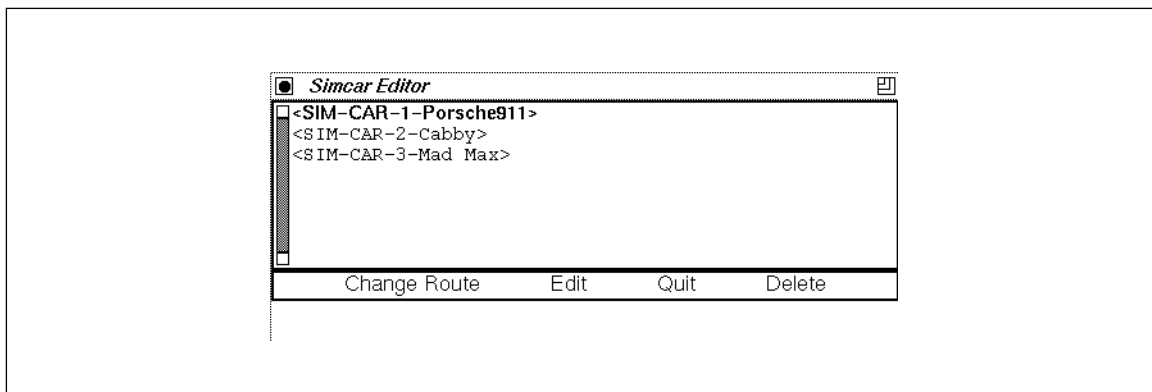 Simcar Editor
<SIM-CAR-1-Porsche911>
<SIM-CAR-2-Cabby>
<SIM-CAR-3-Mad Max>
Change Route Edit Quit Delete